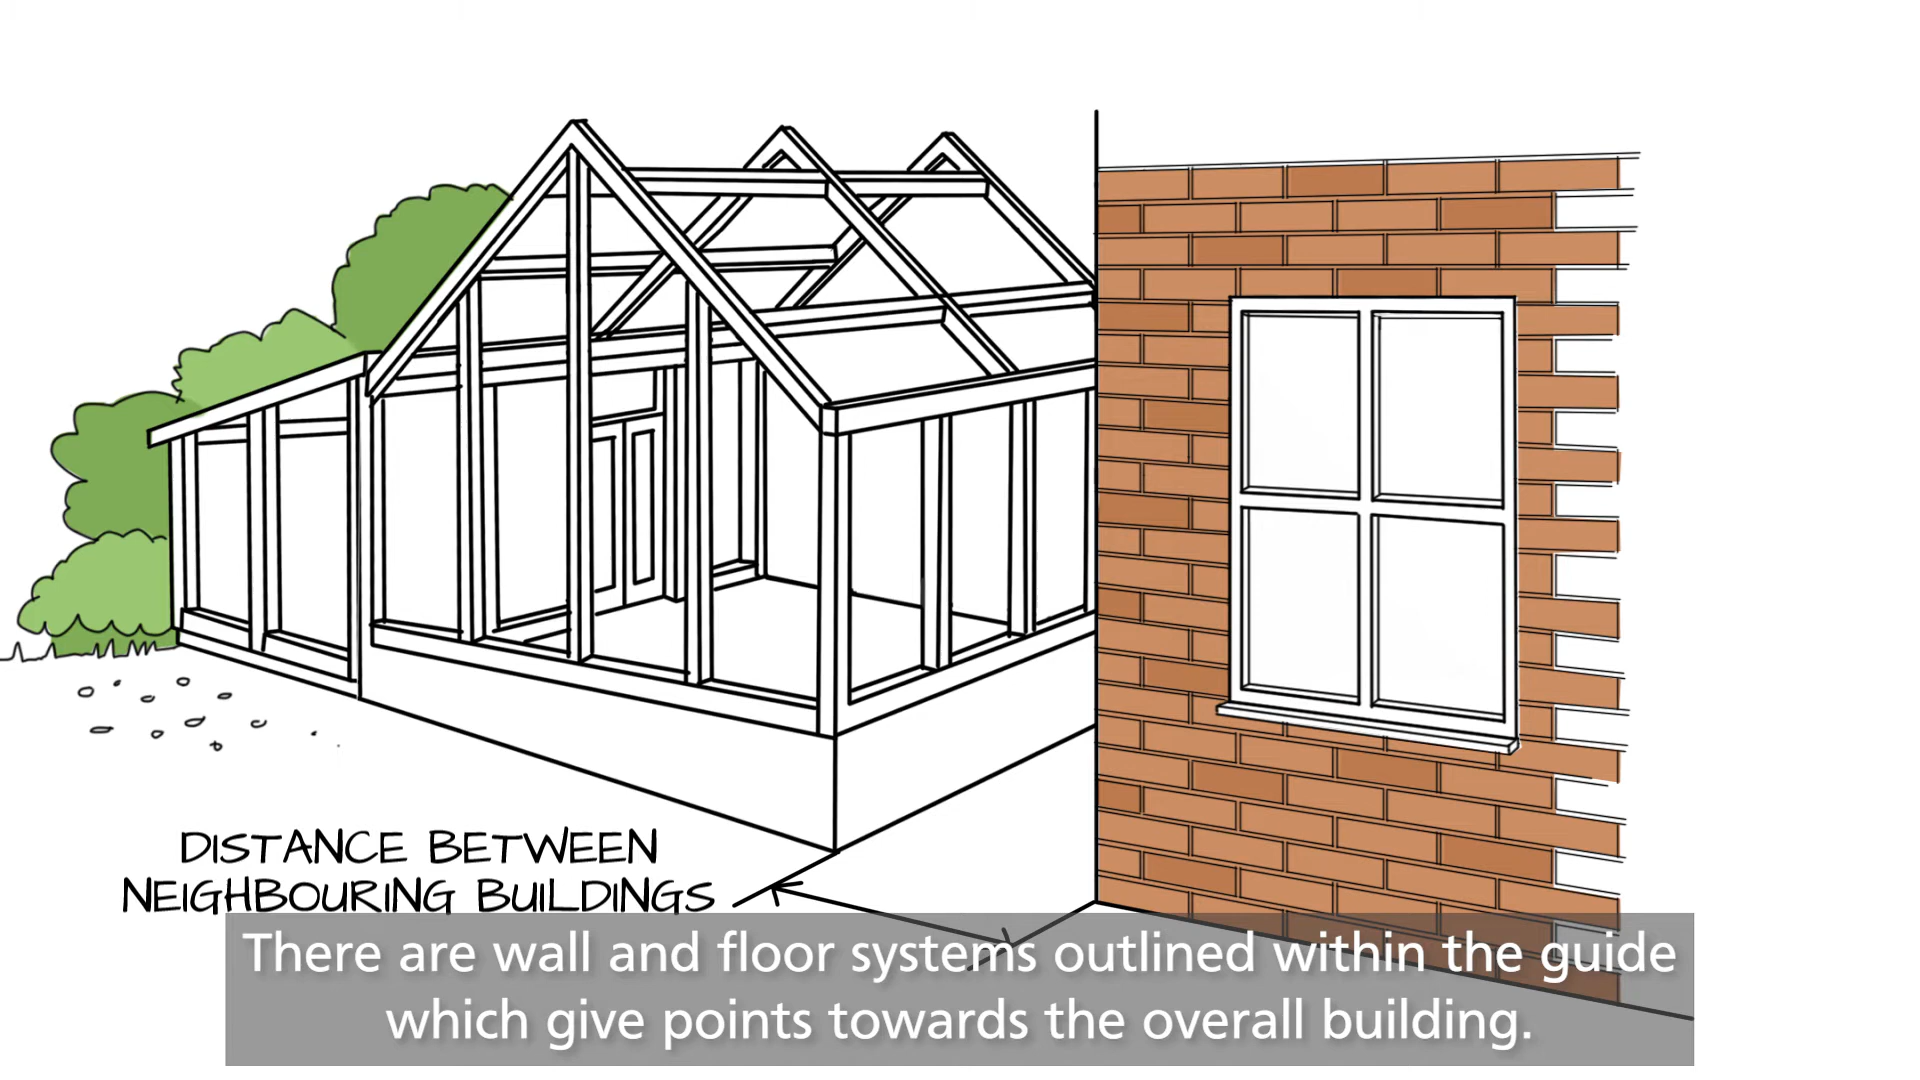 DISTANCE BETWEEN
NEIGHBOURING BUILDINGS
There are wall and floor systems outlined within the guide
which give points towards the overall building.